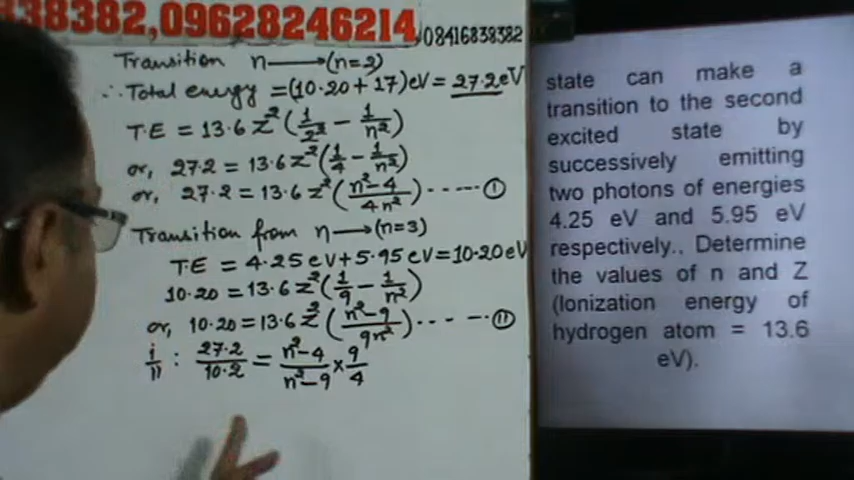 38382,09628246214,08416838382
Transition n⟶(n=2)
∴Total energy =(10.20+17)eV=27.2eV
T.E = 13.6 Z²(1/2² - 1/n²)
or, 27.2 = 13.6 Z²(1/4 - 1/n²)
or, 27.2 = 13.6 Z²(n²-4/4n²) ------①
Transition from n⟶(n=3)
T.E = 4.25 eV+5.95 eV=10.20 eV
10.20 = 13.6 Z²(1/9 - 1/n²)
or, 10.20 = 13.6 Z²(n²-9/9n²) ------(II)
i/ii : 27.2/10.2 = n²-4/n²-9 × 9/4
state can make a
transition to the second
excited state by
successively emitting
two photons of energies
4.25 eV and 5.95 eV
respectively., Determine
the values of n and Z
(Ionization energy of
hydrogen atom = 13.6
eV).